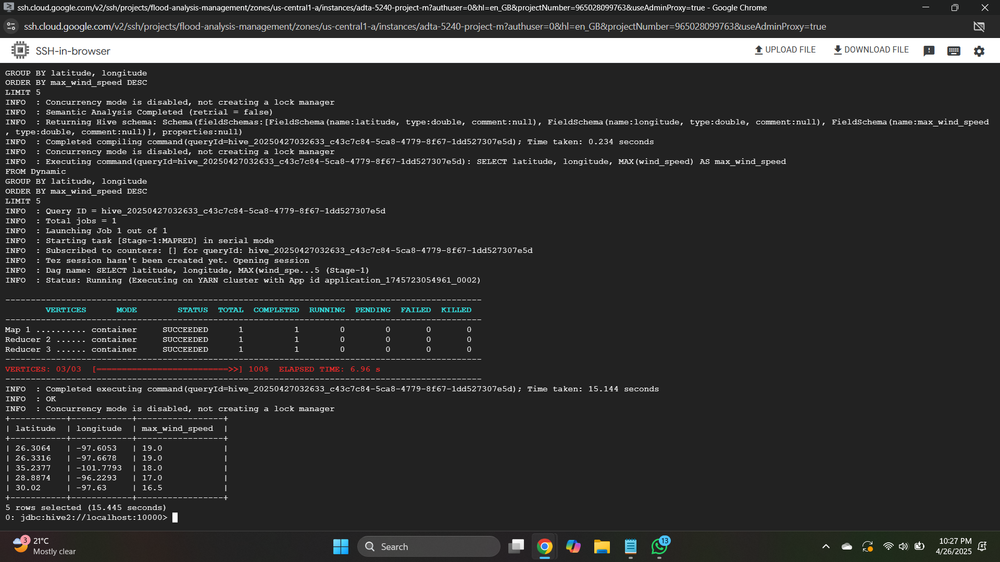 ssh.cloud.google.com/v2/ssh/projects/flood-analysis-management/zones/us-central1-a/instances/adta-5240-project-m?authuser=0&hl=en_GB&projectNumber=965028099763&useAdminProxy=true - Google Chrome
ssh.cloud.google.com/v2/ssh/projects/flood-analysis-management/zones/us-central1-a/instances/adta-5240-project-m?authuser=0&hl=en_GB&projectNumber=965028099763&useAdminProxy=true
SSH-in-browser
UPLOAD FILE
DOWNLOAD FILE
GROUP BY latitude, longitude
ORDER BY max_wind_speed DESC
LIMIT 5
INFO  : Concurrency mode is disabled, not creating a lock manager
INFO  : Semantic Analysis Completed (retrial = false)
INFO  : Returning Hive schema: Schema(fieldSchemas:[FieldSchema(name:latitude, type:double, comment:null), FieldSchema(name:longitude, type:double, comment:null), FieldSchema(name:max_wind_speed
, type:double, comment:null)], properties:null)
INFO  : Completed compiling command(queryId=hive_20250427032633_c43c7c84-5ca8-4779-8f67-1dd527307e5d); Time taken: 0.234 seconds
INFO  : Concurrency mode is disabled, not creating a lock manager
INFO  : Executing command(queryId=hive_20250427032633_c43c7c84-5ca8-4779-8f67-1dd527307e5d): SELECT latitude, longitude, MAX(wind_speed) AS max_wind_speed
FROM Dynamic
GROUP BY latitude, longitude
ORDER BY max_wind_speed DESC
LIMIT 5
INFO  : Query ID = hive_20250427032633_c43c7c84-5ca8-4779-8f67-1dd527307e5d
INFO  : Total jobs = 1
INFO  : Launching Job 1 out of 1
INFO  : Starting task [Stage-1:MAPRED] in serial mode
INFO  : Subscribed to counters: [] for queryId: hive_20250427032633_c43c7c84-5ca8-4779-8f67-1dd527307e5d
INFO  : Tez session hasn't been created yet. Opening session
INFO  : Dag name: SELECT latitude, longitude, MAX(wind_spe...5 (Stage-1)
INFO  : Status: Running (Executing on YARN cluster with App id application_1745723054961_0002)
----------------------------------------------------------------------------------------------
        VERTICES      MODE        STATUS  TOTAL  COMPLETED  RUNNING  PENDING  FAILED  KILLED
----------------------------------------------------------------------------------------------
Map 1 .......... container     SUCCEEDED      1          1        0        0       0       0
Reducer 2 ...... container     SUCCEEDED      1          1        0        0       0       0
Reducer 3 ...... container     SUCCEEDED      1          1        0        0       0       0
----------------------------------------------------------------------------------------------
VERTICES: 03/03  [==========================>>] 100%  ELAPSED TIME: 6.96 s
----------------------------------------------------------------------------------------------
INFO  : Completed executing command(queryId=hive_20250427032633_c43c7c84-5ca8-4779-8f67-1dd527307e5d); Time taken: 15.144 seconds
INFO  : OK
INFO  : Concurrency mode is disabled, not creating a lock manager
+-----------+------------+-----------------+
| latitude  | longitude  | max_wind_speed  |
+-----------+------------+-----------------+
| 26.3064   | -97.6053   | 19.0            |
| 26.3316   | -97.6678   | 19.0            |
| 35.2377   | -101.7793  | 18.0            |
| 28.8874   | -96.2293   | 17.0            |
| 30.02     | -97.63     | 16.5            |
+-----------+------------+-----------------+
5 rows selected (15.445 seconds)
0: jdbc:hive2://localhost:10000>
3
21°C
Mostly clear
Search
13
10:27 PM
4/26/2025